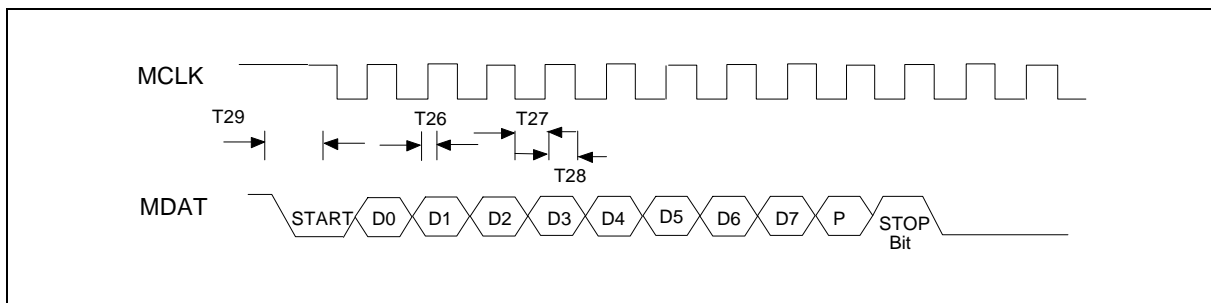 MCLK
T29
T26
T27
T28
MDAT
START
D0
D1
D2
D3
D4
D5
D6
D7
P
STOP
Bit